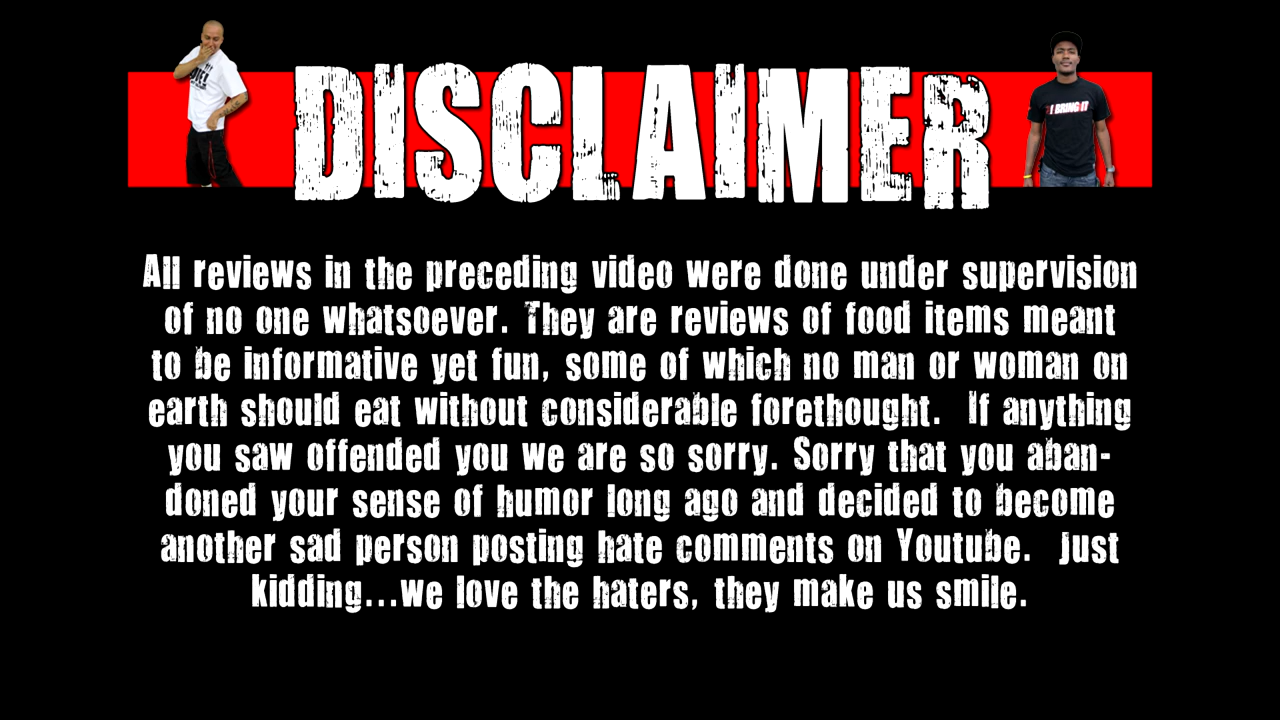 DISCLAIMER
I BRING IT
All reviews in the preceding video were done under supervision
of no one whatsoever. They are reviews of food items meant
to be informative yet fun, some of which no man or woman on
earth should eat without considerable forethought.  If anything
you saw offended you we are so sorry. Sorry that you aban-
doned your sense of humor long ago and decided to become
another sad person posting hate comments on Youtube.  Just
kidding...we love the haters, they make us smile.